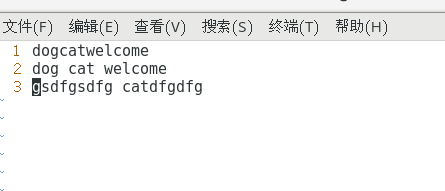 文件(F) 编辑(E) 查看(V) 搜索(S) 终端(T) 帮助(H)
1 dogcatwelcome
2 dog cat welcome
3 gsdfgsdfg catdfgdfg
~
~
~
~
~